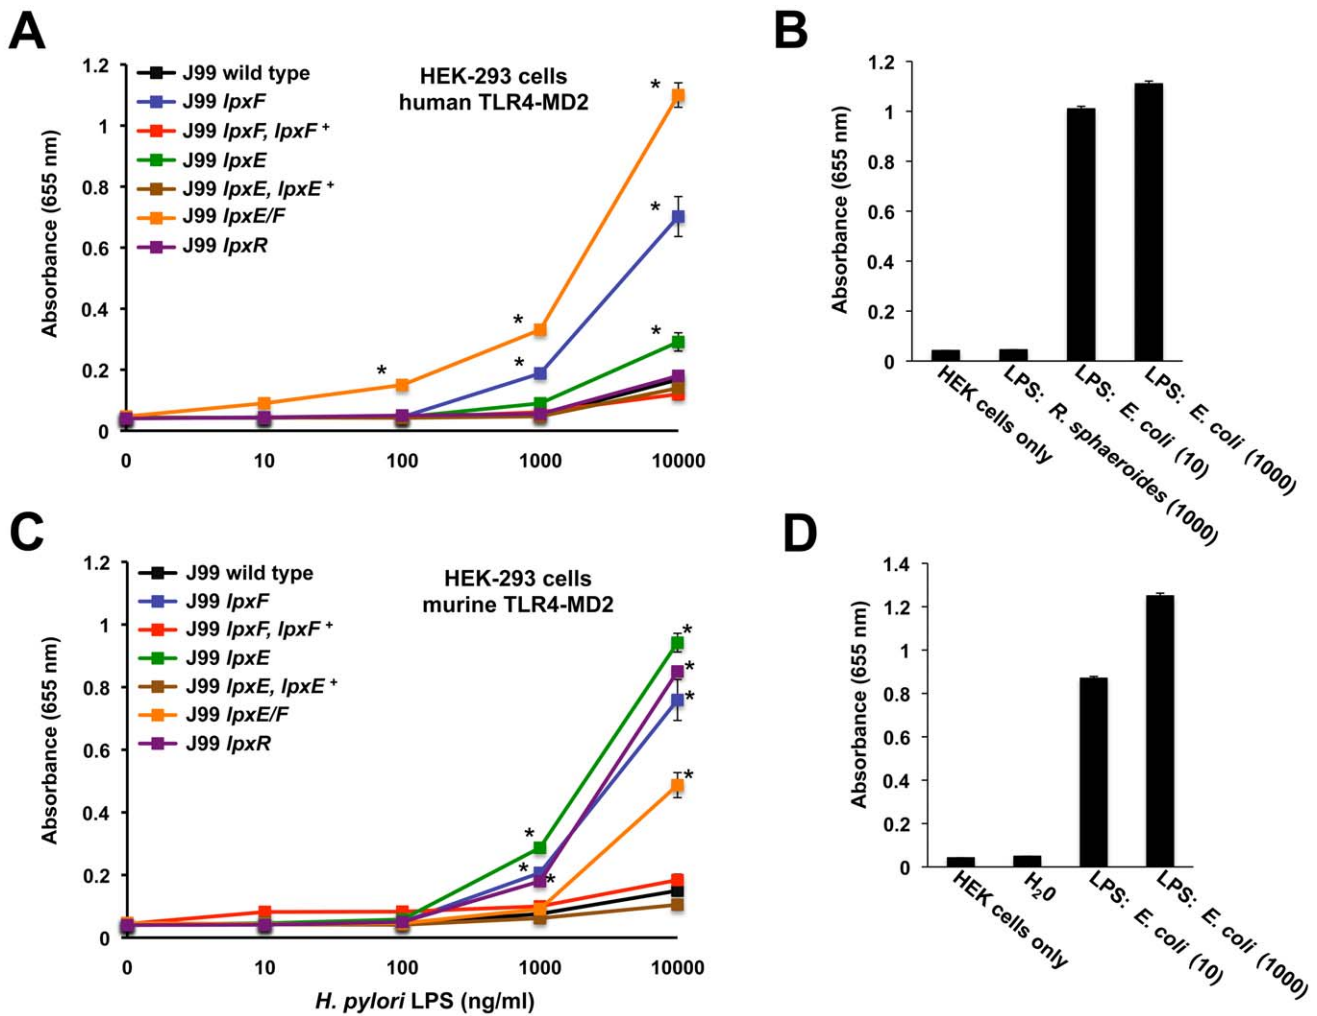 A
HEK-293 cells
human TLR4-MD2
J99 wild type
J99 lpxF
J99 lpxF, lpxF +
J99 lpxE
J99 lpxE, lpxE +
J99 lpxE/F
J99 lpxR
Absorbance (655 nm)
1.2
1
0.8
0.6
0.4
0.2
0
* * * * * *
0 10 100 1000 10000
B
Absorbance (655 nm)
1.2
1
0.8
0.6
0.4
0.2
0
HEK cells only
LPS: R. sphaeroides (1000)
LPS: E. coli (10)
LPS: E. coli (1000)
C
HEK-293 cells
murine TLR4-MD2
J99 wild type
J99 lpxF
J99 lpxF, lpxF +
J99 lpxE
J99 lpxE, lpxE +
J99 lpxE/F
J99 lpxR
Absorbance (655 nm)
1.2
1
0.8
0.6
0.4
0.2
0
* * * * * * *
0 10 100 1000 10000
H. pylori LPS (ng/ml)
D
Absorbance (655 nm)
1.4
1.2
1
0.8
0.6
0.4
0.2
0
HEK cells only
H20
LPS: E. coli (10)
LPS: E. coli (1000)